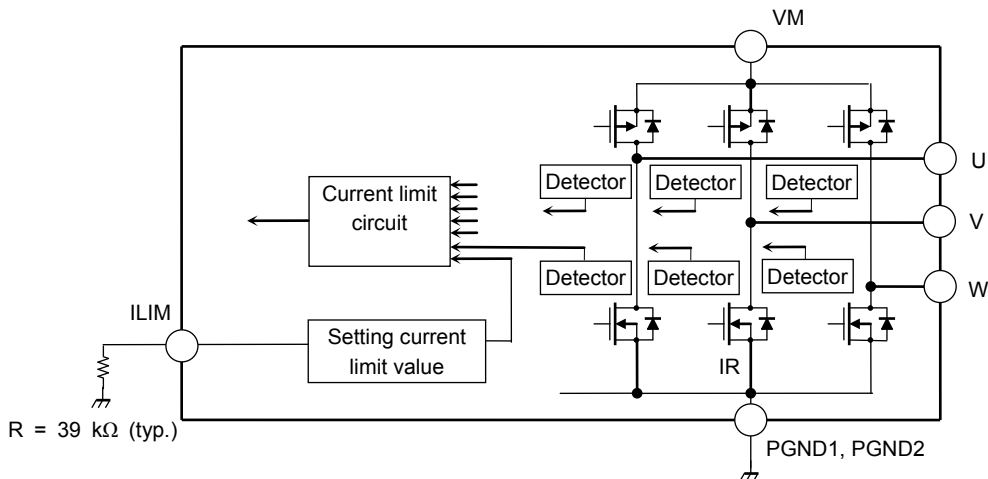 VM
U
Detector
Detector
Detector
Current limit
circuit
V
Detector
Detector
Detector
W
ILIM
Setting current
limit value
IR
R = 39 kΩ (typ.)
PGND1, PGND2